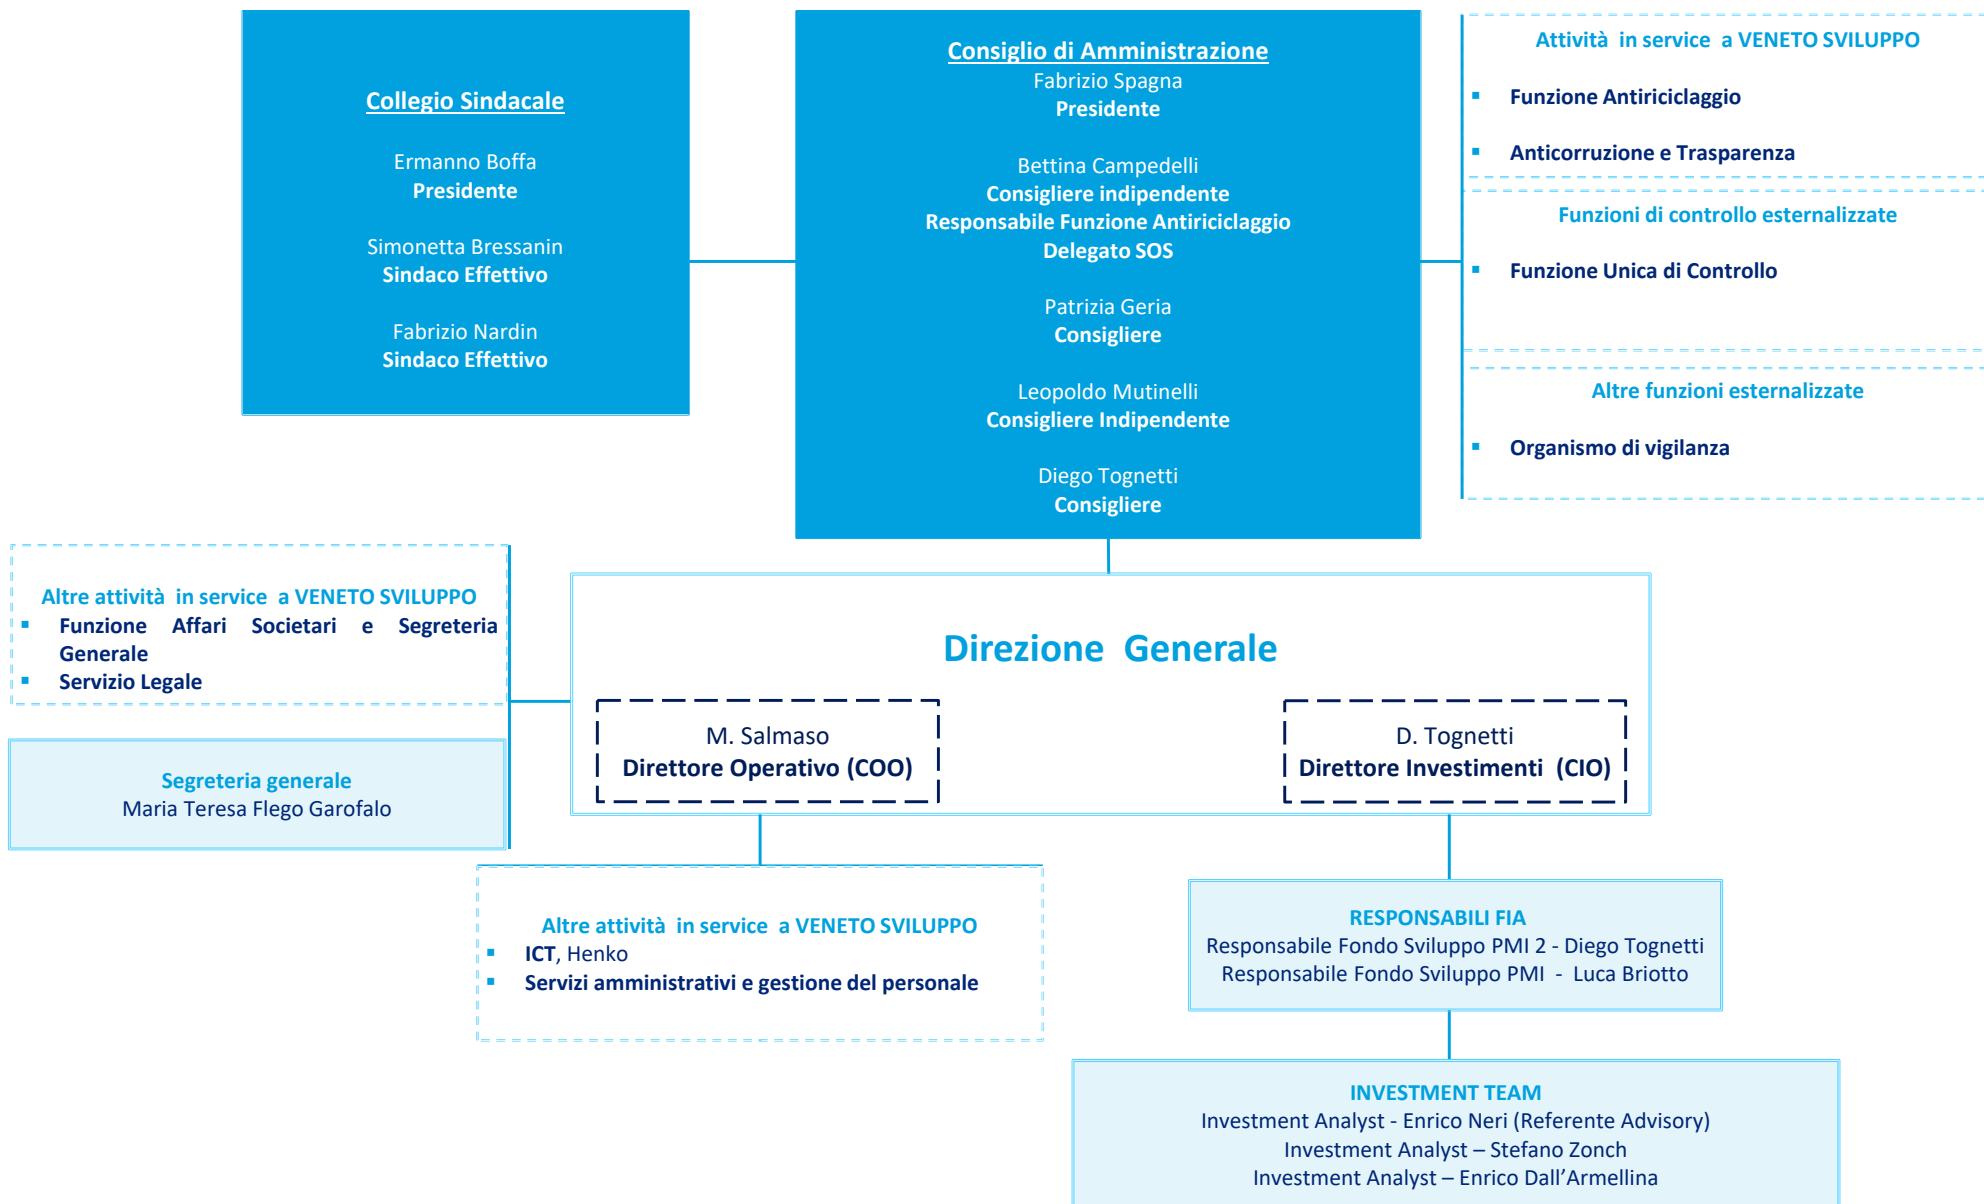 Collegio Sindacale
Ermanno Boffa
Presidente
Simonetta Bressanin
Sindaco Effettivo
Fabrizio Nardin
Sindaco Effettivo
Consiglio di Amministrazione
Fabrizio Spagna
Presidente
Bettina Campedelli
Consigliere indipendente
Responsabile Funzione Antiriciclaggio
Delegato SOS
Patrizia Geria
Consigliere
Leopoldo Mutinelli
Consigliere Indipendente
Diego Tognetti
Consigliere
Attività in service a VENETO SVILUPPO
▪ Funzione Antiriciclaggio
▪ Anticorruzione e Trasparenza
Funzioni di controllo esternalizzate
▪ Funzione Unica di Controllo
Altre funzioni esternalizzate
▪ Organismo di vigilanza
Altre attività in service a VENETO SVILUPPO
▪ Funzione Affari Societari e Segreteria
Generale
▪ Servizio Legale
Segreteria generale
Maria Teresa Flego Garofalo
Direzione Generale
M. Salmaso
Direttore Operativo (COO)
D. Tognetti
Direttore Investimenti (CIO)
Altre attività in service a VENETO SVILUPPO
▪ ICT, Henko
▪ Servizi amministrativi e gestione del personale
RESPONSABILI FIA
Responsabile Fondo Sviluppo PMI 2 - Diego Tognetti
Responsabile Fondo Sviluppo PMI - Luca Briotto
INVESTMENT TEAM
Investment Analyst - Enrico Neri (Referente Advisory)
Investment Analyst – Stefano Zonch
Investment Analyst – Enrico Dall’Armellina